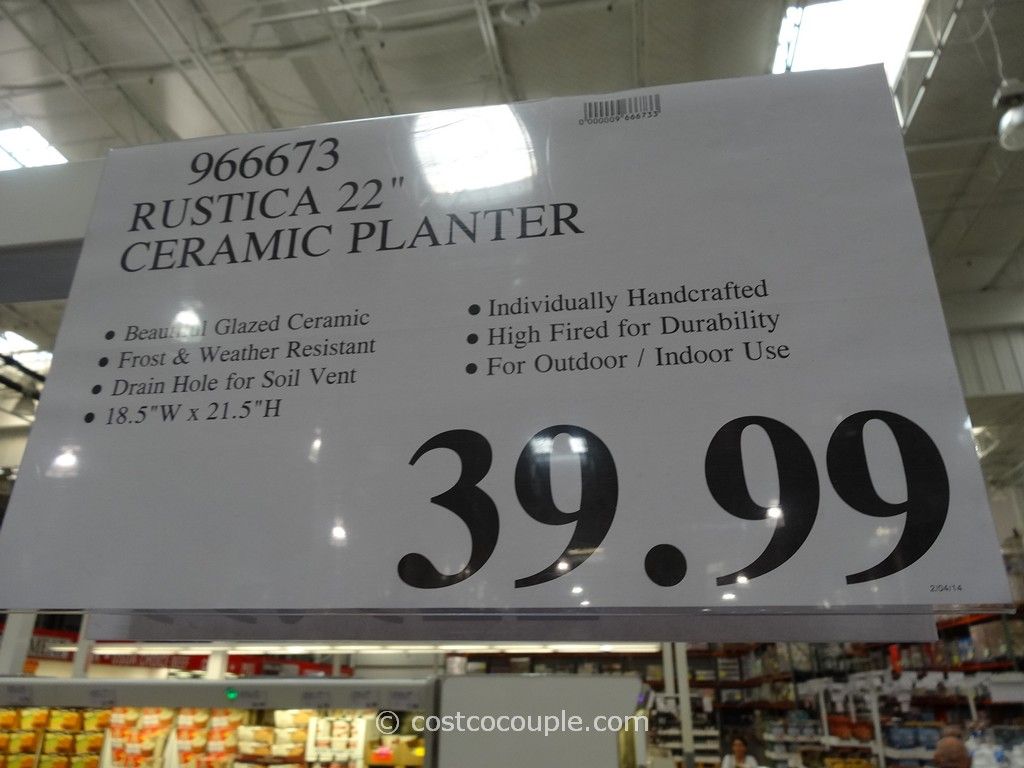 0 000009 666733
966673
RUSTICA 22"
CERAMIC PLANTER
• Beautiful Glazed Ceramic
• Frost & Weather Resistant
• Drain Hole for Soil Vent
• 18.5"W x 21.5"H
• Individually Handcrafted
• High Fired for Durability
• For Outdoor / Indoor Use
39.99
2/04/14
© costcocouple.com